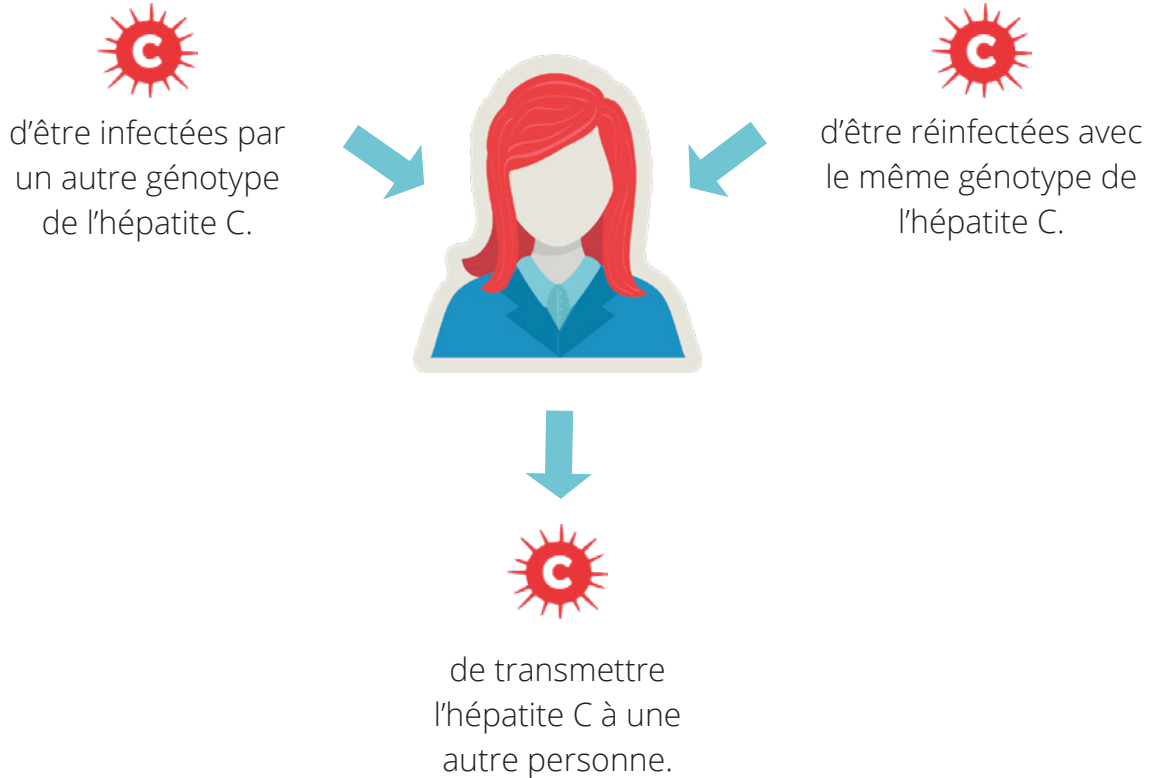 C
d’être infectées par
un autre génotype
de l’hépatite C.
C
d’être réinfectées avec
le même génotype de
l’hépatite C.
C
de transmettre
l’hépatite C à une
autre personne.